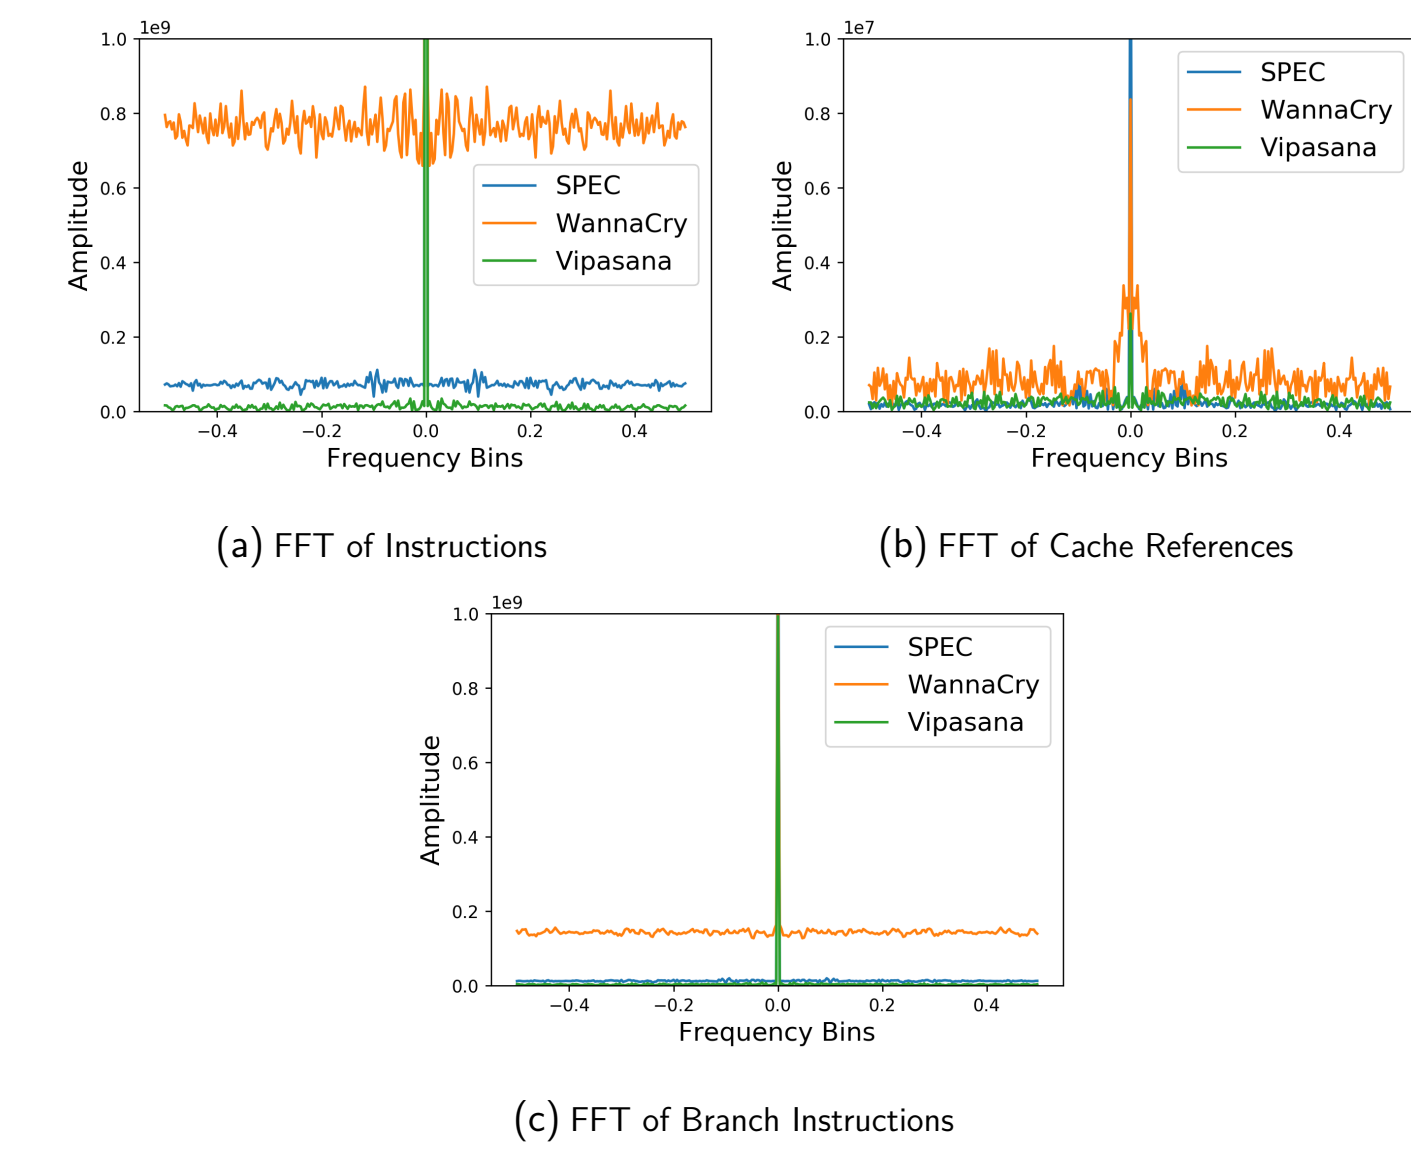 1e9
1.0
0.8
0.6
0.4
0.2
0.0
Amplitude
SPEC
WannaCry
Vipasana
−0.4 −0.2 0.0 0.2 0.4
Frequency Bins
(a) FFT of Instructions
1e7
1.0
0.8
0.6
0.4
0.2
0.0
Amplitude
SPEC
WannaCry
Vipasana
−0.4 −0.2 0.0 0.2 0.4
Frequency Bins
(b) FFT of Cache References
1e9
1.0
0.8
0.6
0.4
0.2
0.0
Amplitude
SPEC
WannaCry
Vipasana
−0.4 −0.2 0.0 0.2 0.4
Frequency Bins
(c) FFT of Branch Instructions